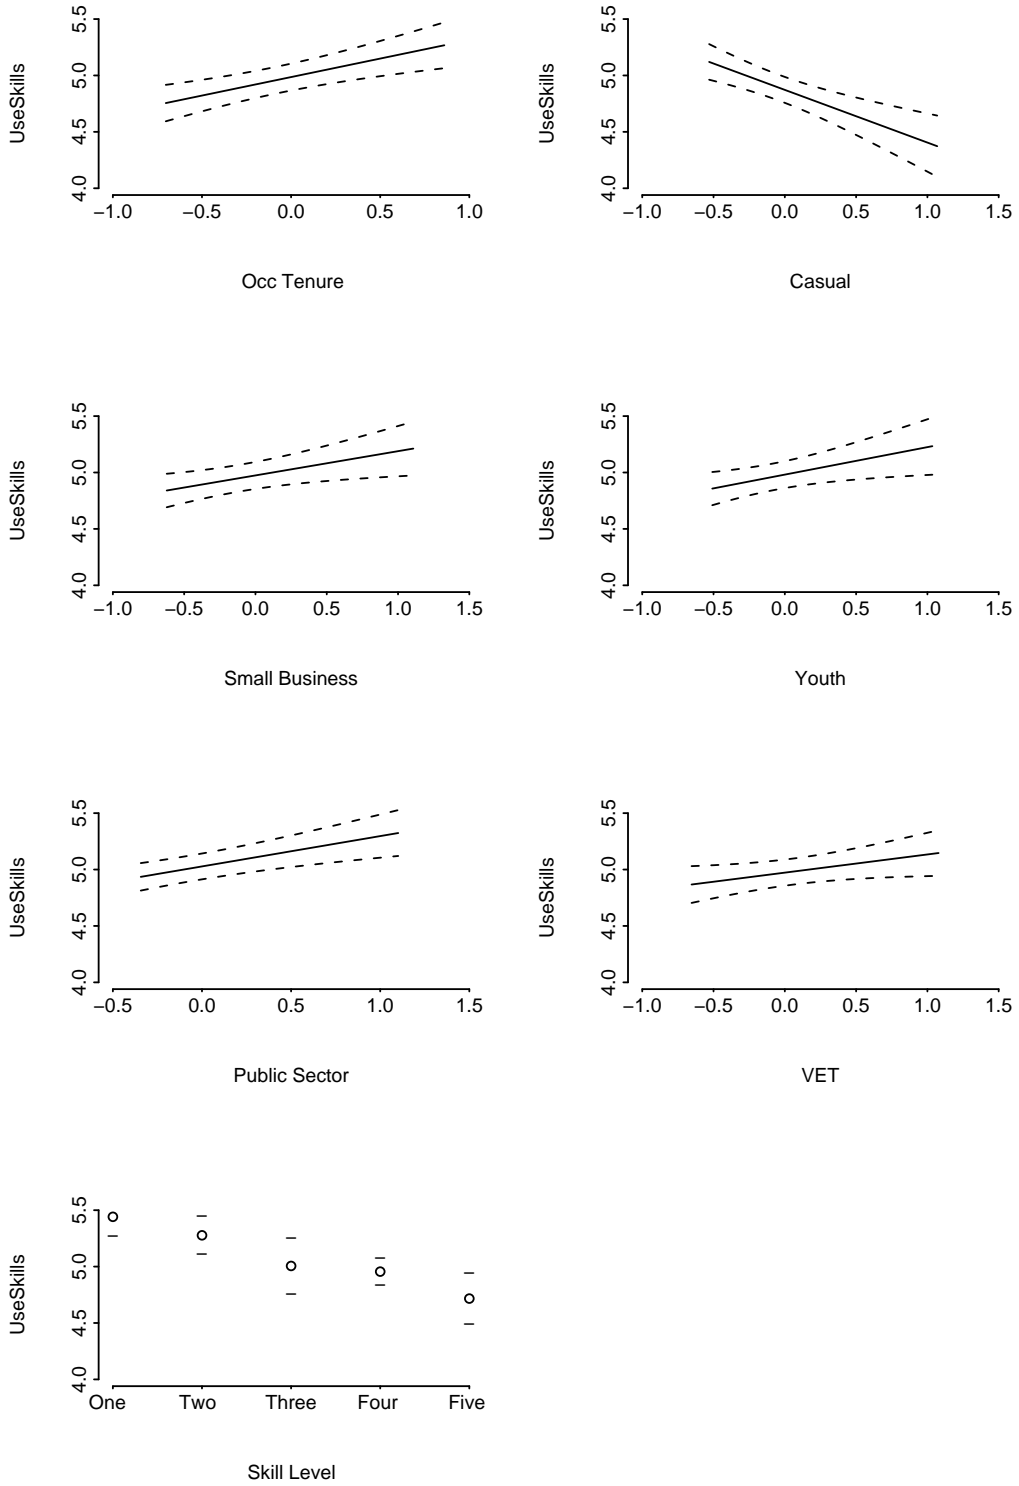 UseSkills
4.0 4.5 5.0 5.5
−1.0 −0.5 0.0 0.5 1.0
Occ Tenure
UseSkills
4.0 4.5 5.0 5.5
−1.0 −0.5 0.0 0.5 1.0 1.5
Casual
UseSkills
4.0 4.5 5.0 5.5
−1.0 −0.5 0.0 0.5 1.0 1.5
Small Business
UseSkills
4.0 4.5 5.0 5.5
−1.0 −0.5 0.0 0.5 1.0 1.5
Youth
UseSkills
4.0 4.5 5.0 5.5
−0.5 0.0 0.5 1.0 1.5
Public Sector
UseSkills
4.0 4.5 5.0 5.5
−1.0 −0.5 0.0 0.5 1.0 1.5
VET
UseSkills
4.0 4.5 5.0 5.5
One Two Three Four Five
Skill Level